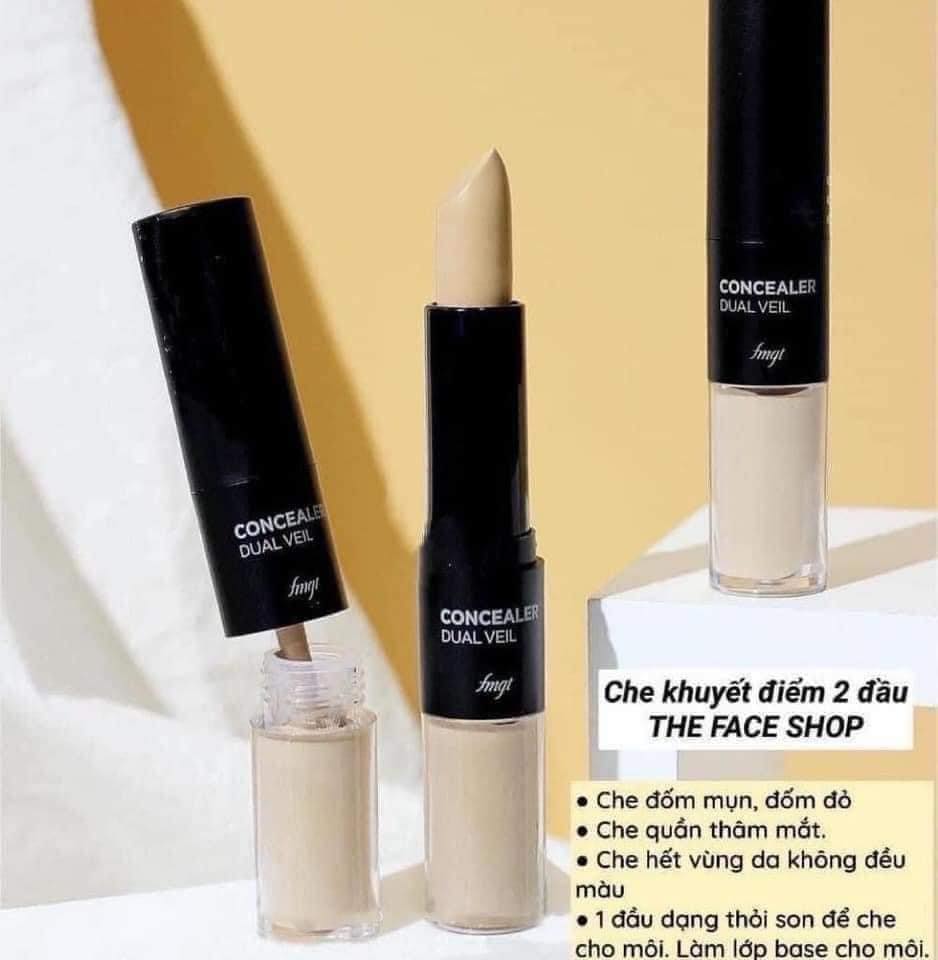 CONCEALER
DUAL VEIL
fmgt
CONCEALER
DUAL VEIL
fmgt
CONCEALER
DUAL VEIL
fmgt
Che khuyết điểm 2 đầu
THE FACE SHOP
● Che đốm mụn, đốm đỏ
● Che quần thâm mắt.
● Che hết vùng da không đều
màu
● 1 đầu dạng thỏi son để che
cho môi. Làm lớp base cho môi.